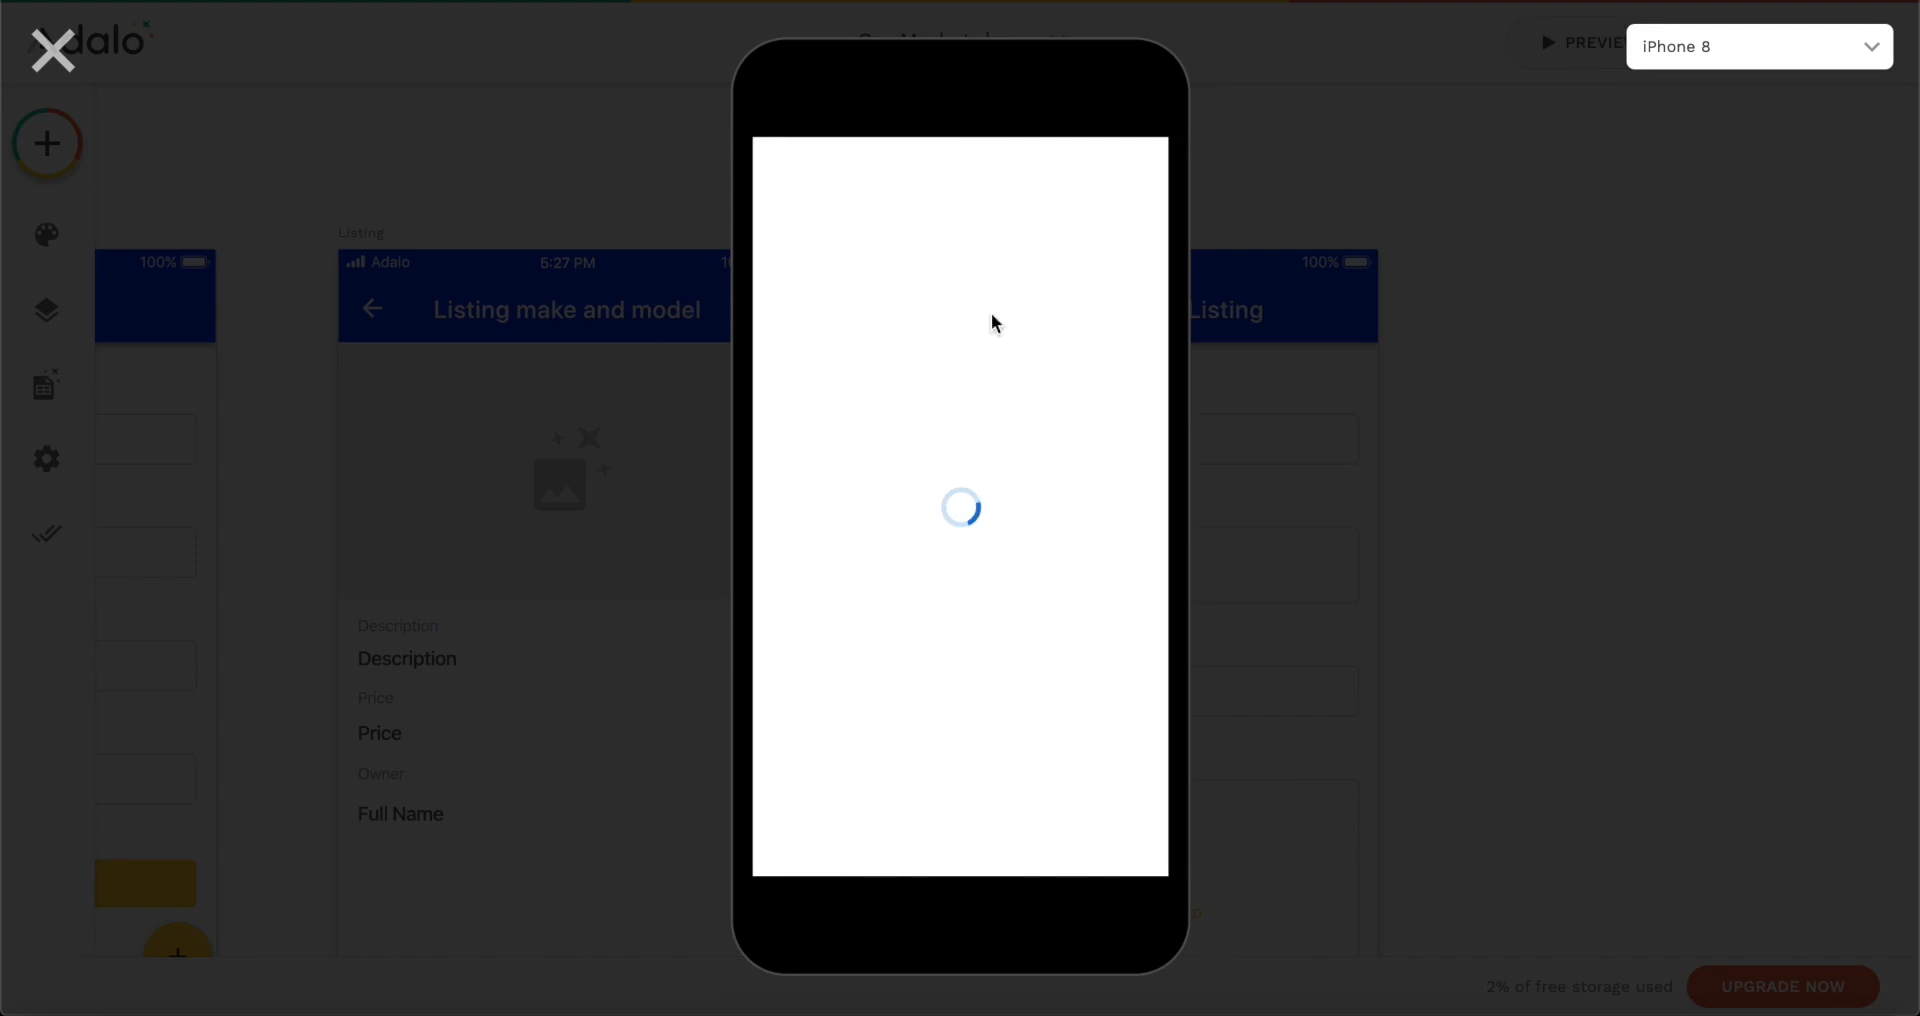 Adalo
PREVIE
iPhone 8
Listing
100%
Adalo
5:27 PM
100%
Listing make and model
Listing
Description
Description
Price
Price
Owner
Full Name
2% of free storage used
UPGRADE NOW